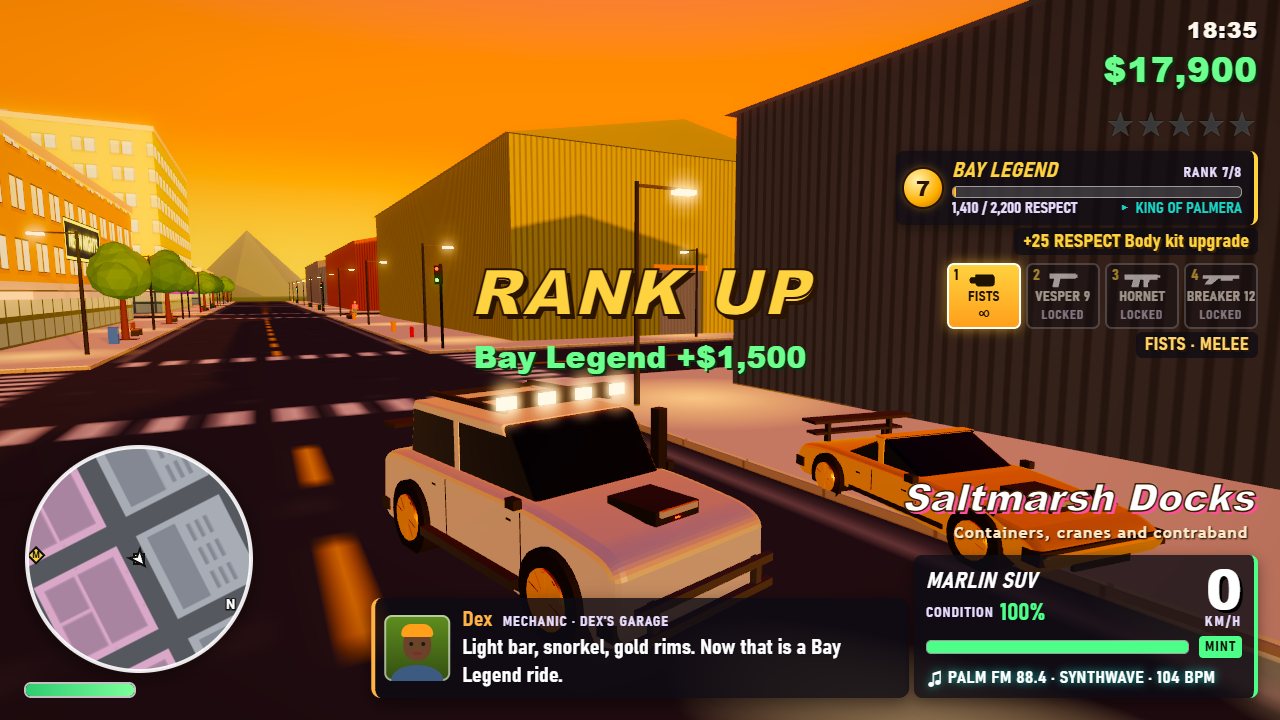 18:35
$17,900
7
BAY LEGEND
RANK 7/8
1,410 / 2,200 RESPECT
▸ KING OF PALMERA
+25 RESPECT Body kit upgrade
1 FISTS ∞
2 VESPER 9 LOCKED
3 HORNET LOCKED
4 BREAKER 12 LOCKED
FISTS · MELEE
RANK UP
Bay Legend +$1,500
Saltmarsh Docks
Containers, cranes and contraband
M
N
Dex MECHANIC · DEX'S GARAGE
Light bar, snorkel, gold rims. Now that is a Bay
Legend ride.
MARLIN SUV
0
KM/H
CONDITION 100%
MINT
PALM FM 88.4 · SYNTHWAVE · 104 BPM